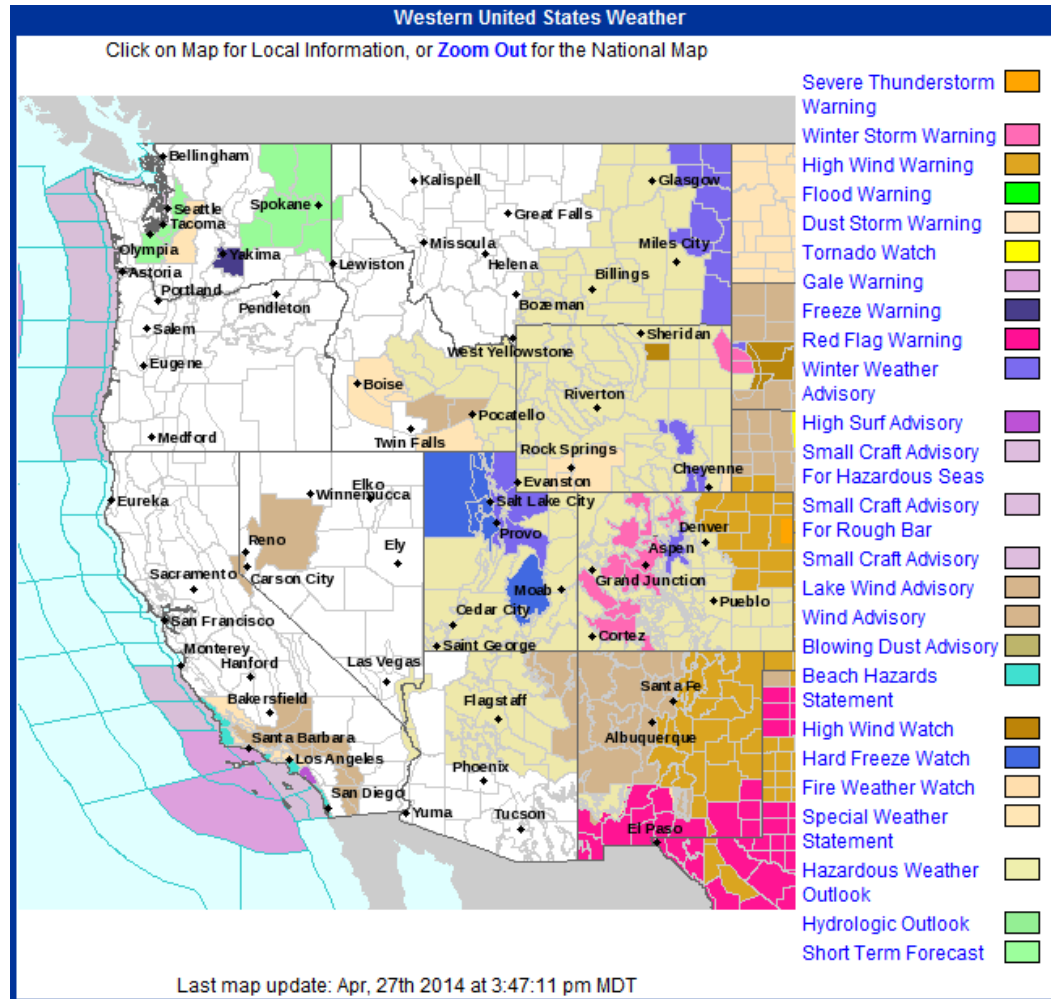 Western United States Weather
Click on Map for Local Information, or Zoom Out for the National Map
Bellingham
Seattle
Tacoma
Olympia
Spokane
Yakima
Astoria
Lewiston
Portland
Pendleton
Salem
Eugene
Medford
Kalispell
Great Falls
Missoula
Helena
Bozeman
Glasgow
Miles City
Billings
West Yellowstone
Sheridan
Boise
Pocatello
Twin Falls
Riverton
Rock Springs
Cheyenne
Evanston
Eureka
Elko
Winnemucca
Salt Lake City
Provo
Reno
Carson City
Ely
Sacramento
San Francisco
Monterey
Hanford
Bakersfield
Las Vegas
Moab
Cedar City
Saint George
Denver
Aspen
Grand Junction
Pueblo
Cortez
Santa Barbara
Los Angeles
San Diego
Flagstaff
Phoenix
Yuma
Tucson
Santa Fe
Albuquerque
El Paso
Severe Thunderstorm
Warning
Winter Storm Warning
High Wind Warning
Flood Warning
Dust Storm Warning
Tornado Watch
Gale Warning
Freeze Warning
Red Flag Warning
Winter Weather
Advisory
High Surf Advisory
Small Craft Advisory
For Hazardous Seas
Small Craft Advisory
For Rough Bar
Small Craft Advisory
Lake Wind Advisory
Wind Advisory
Blowing Dust Advisory
Beach Hazards
Statement
High Wind Watch
Hard Freeze Watch
Fire Weather Watch
Special Weather
Statement
Hazardous Weather
Outlook
Hydrologic Outlook
Short Term Forecast
Last map update: Apr, 27th 2014 at 3:47:11 pm MDT